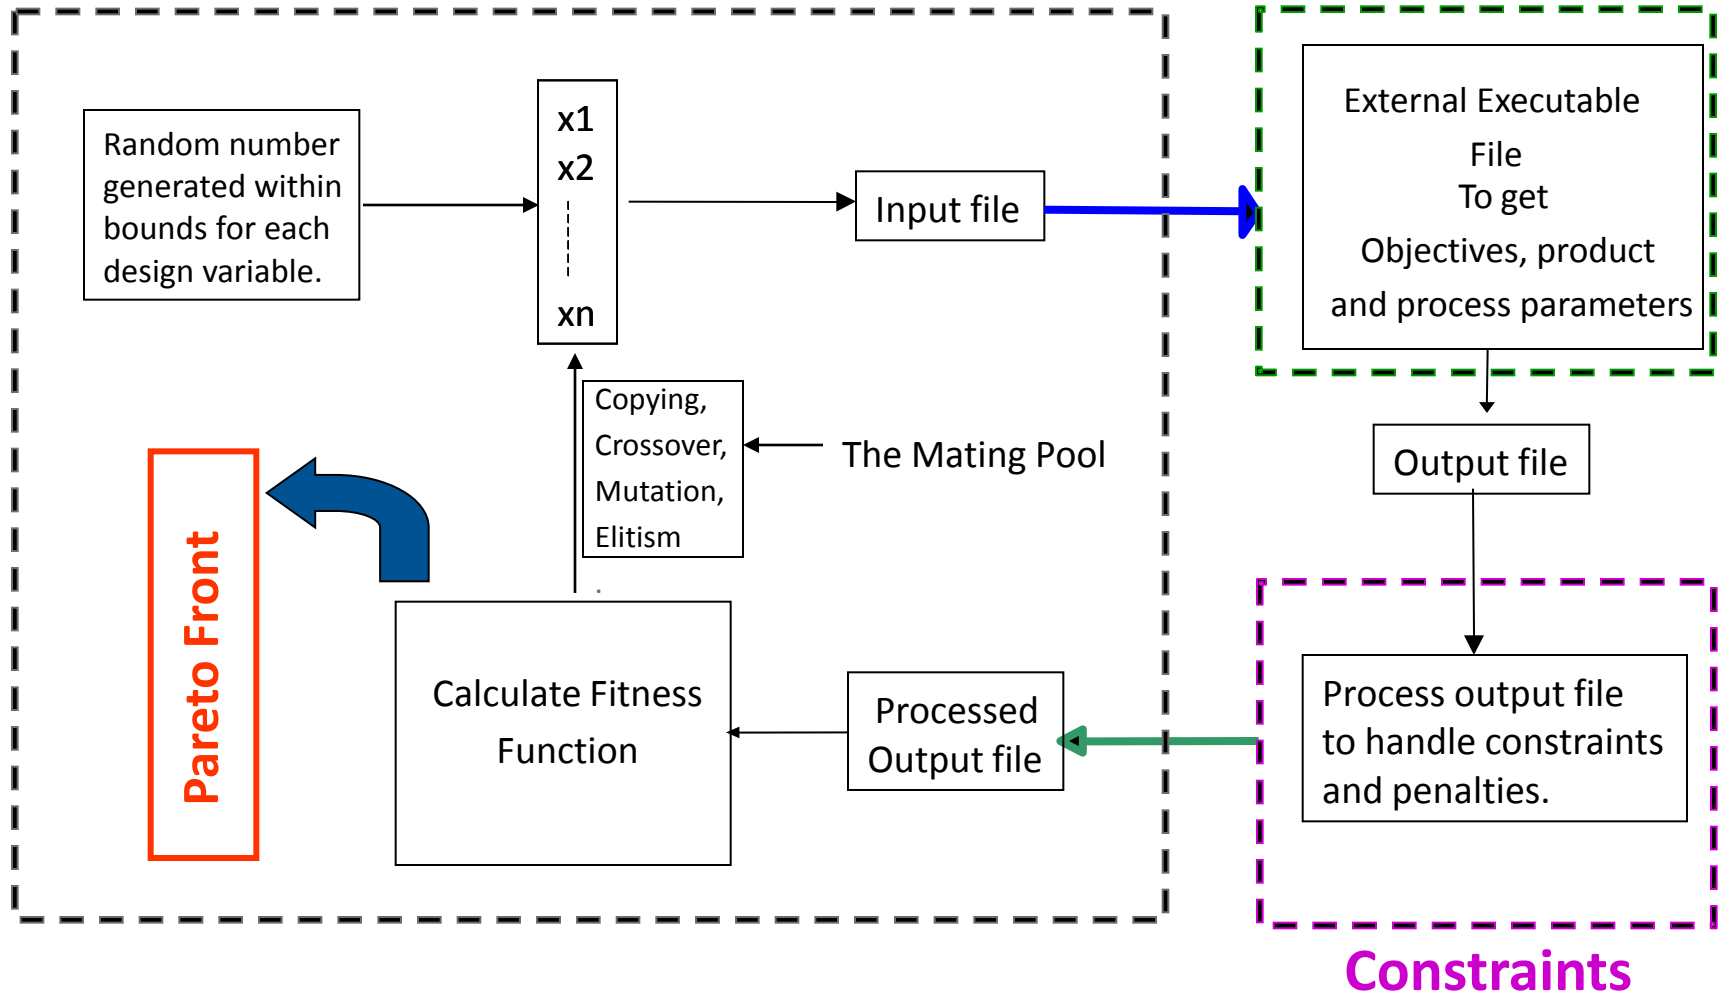 Random number
generated within
bounds for each
design variable.
x1
x2
xn
Input file
External Executable
File
To get
Objectives, product
and process parameters
Copying,
Crossover,
Mutation,
Elitism
The Mating Pool
Output file
Pareto Front
Calculate Fitness
Function
Processed
Output file
Process output file
to handle constraints
and penalties.
Constraints